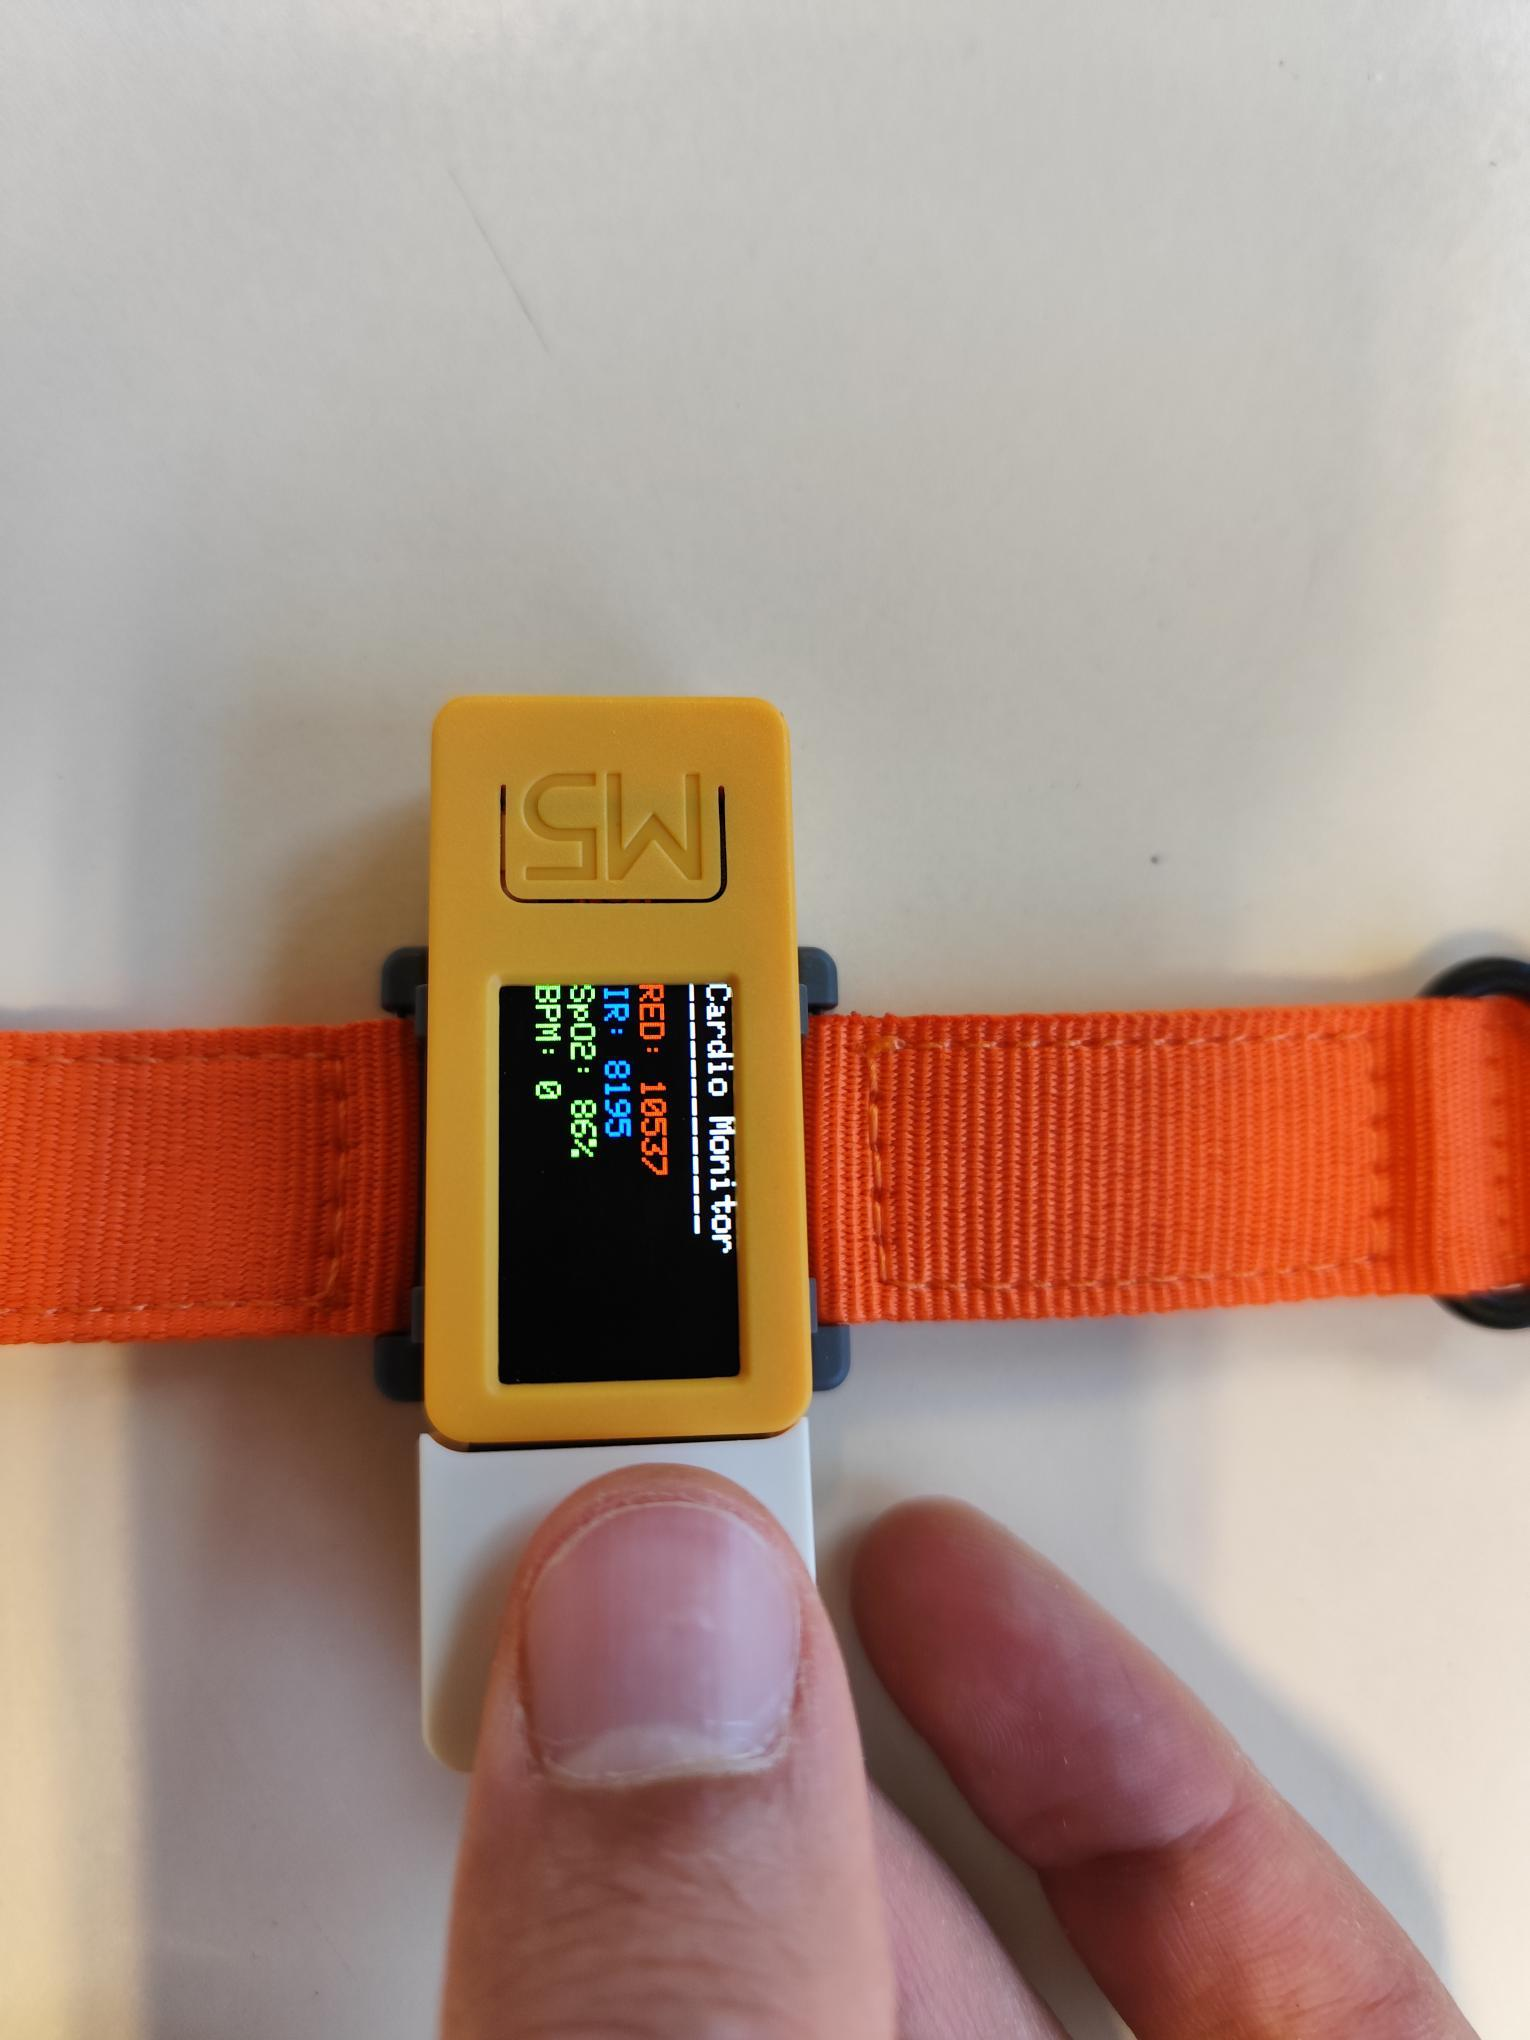 M5
Cardio Monitor
---------------
RED: 10537
IR: 8195
SpO2: 86%
BPM: 0